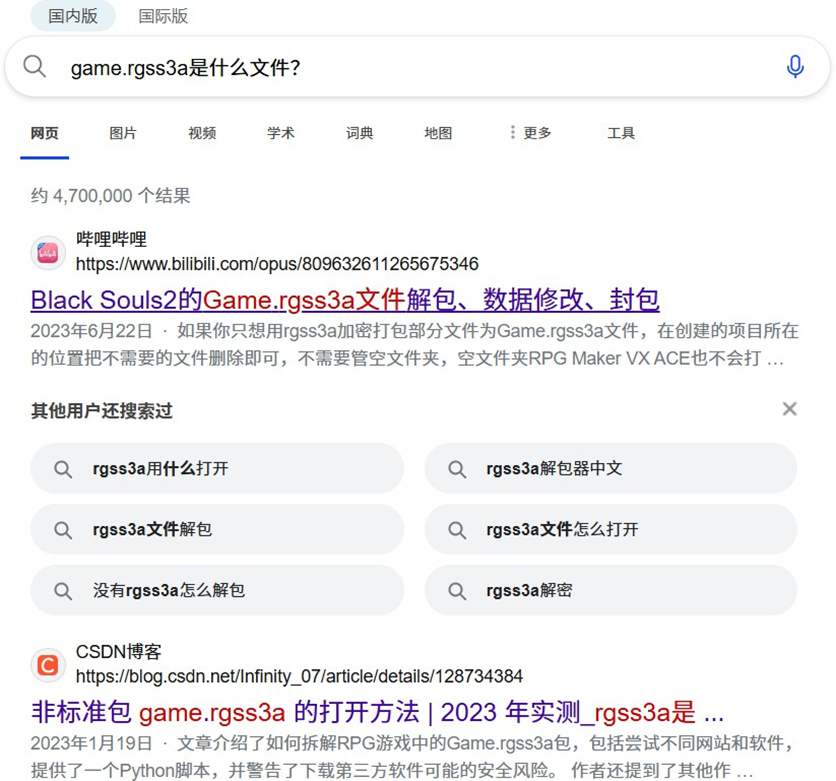 国内版 国际版
game.rgss3a是什么文件?
网页 图片 视频 学术 词典 地图 更多 工具
约 4,700,000 个结果
哔哩哔哩
https://www.bilibili.com/opus/809632611265675346
Black Souls2的Game.rgss3a文件解包、数据修改、封包
2023年6月22日 · 如果你只想用rgss3a加密打包部分文件为Game.rgss3a文件，在创建的项目所在
的位置把不需要的文件删除即可，不需要管空文件夹，空文件夹RPG Maker VX ACE也不会打 …
其他用户还搜索过
rgss3a用什么打开 rgss3a解包器中文
rgss3a文件解包 rgss3a文件怎么打开
没有rgss3a怎么解包 rgss3a解密
CSDN博客
https://blog.csdn.net/Infinity_07/article/details/128734384
非标准包 game.rgss3a 的打开方法 | 2023 年实测_rgss3a是 ...
2023年1月19日 · 文章介绍了如何拆解RPG游戏中的Game.rgss3a包，包括尝试不同网站和软件，
提供了一个Python脚本，并警告了下载第三方软件可能的安全风险。 作者还提到了其他作 …